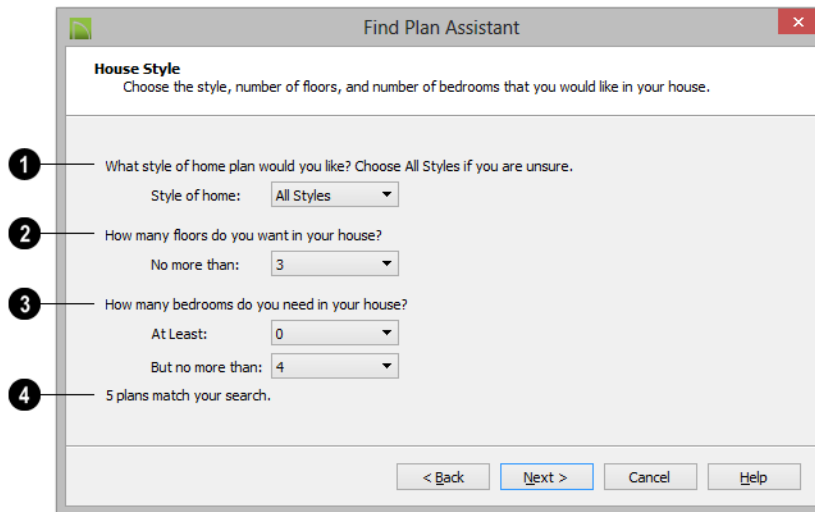 Find Plan Assistant
House Style
Choose the style, number of floors, and number of bedrooms that you would like in your house.
1 What style of home plan would you like? Choose All Styles if you are unsure.
Style of home: All Styles
2 How many floors do you want in your house?
No more than: 3
3 How many bedrooms do you need in your house?
At Least: 0
But no more than: 4
4 5 plans match your search.
< Back Next > Cancel Help